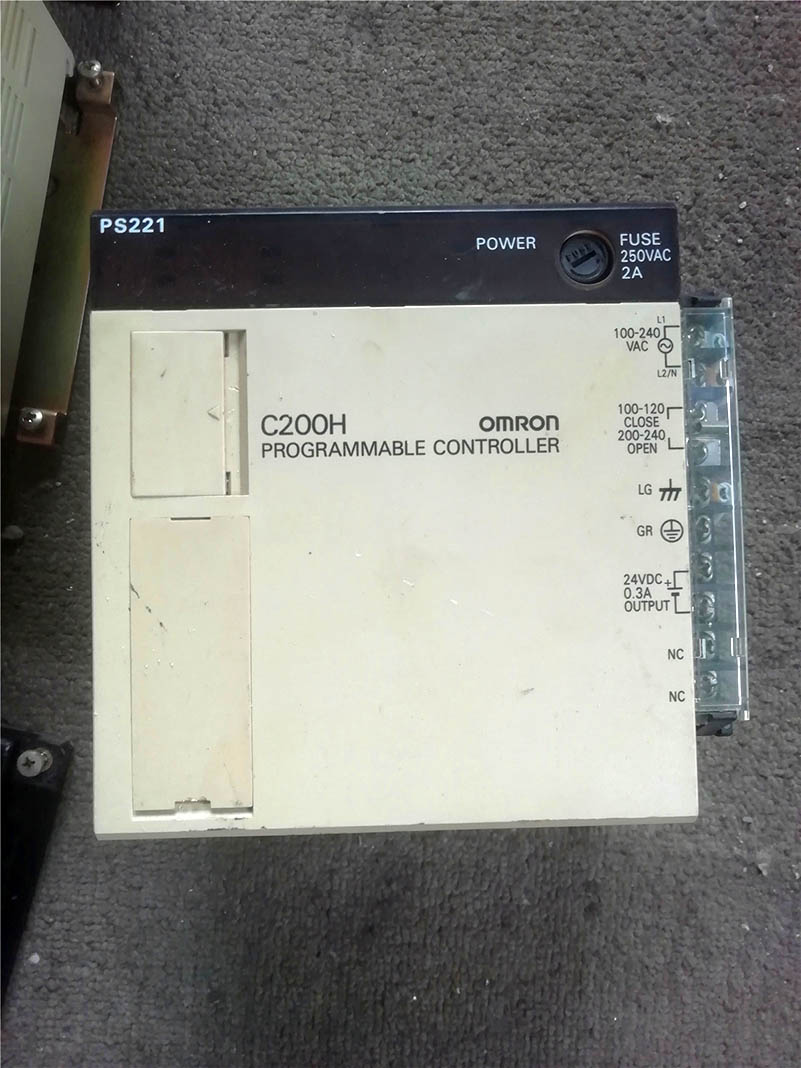 PS221
POWER
FUSE
250VAC
2A
L1
100-240
VAC
L2/N
C200H
OMRON
PROGRAMMABLE CONTROLLER
100-120
CLOSE
200-240
OPEN
LG
GR
24VDC +
0.3A
OUTPUT
NC
NC